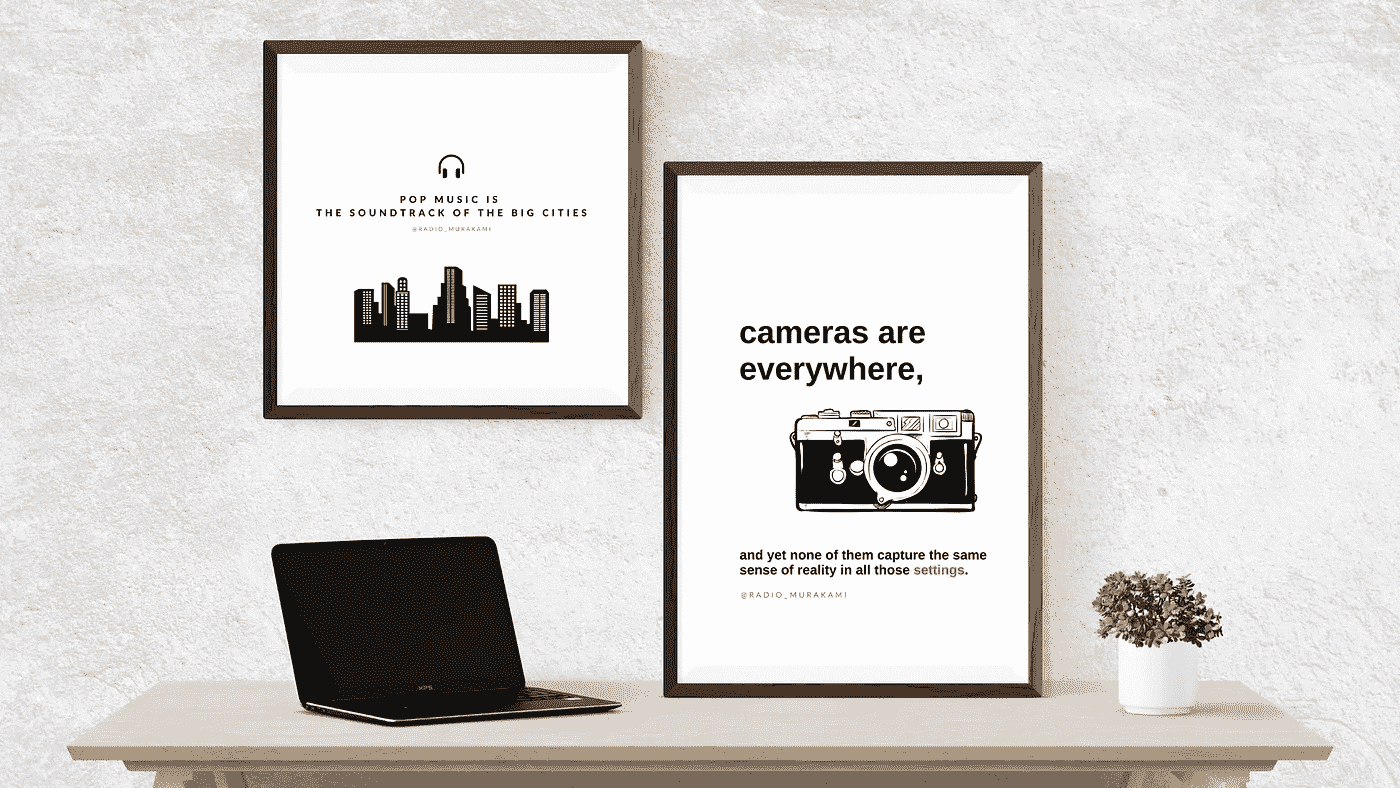 POP MUSIC IS
THE SOUNDTRACK OF THE BIG CITIES
@RADIO_MURAKAMI
cameras are
everywhere,
and yet none of them capture the same
sense of reality in all those settings.
@RADIO_MURAKAMI
XPS